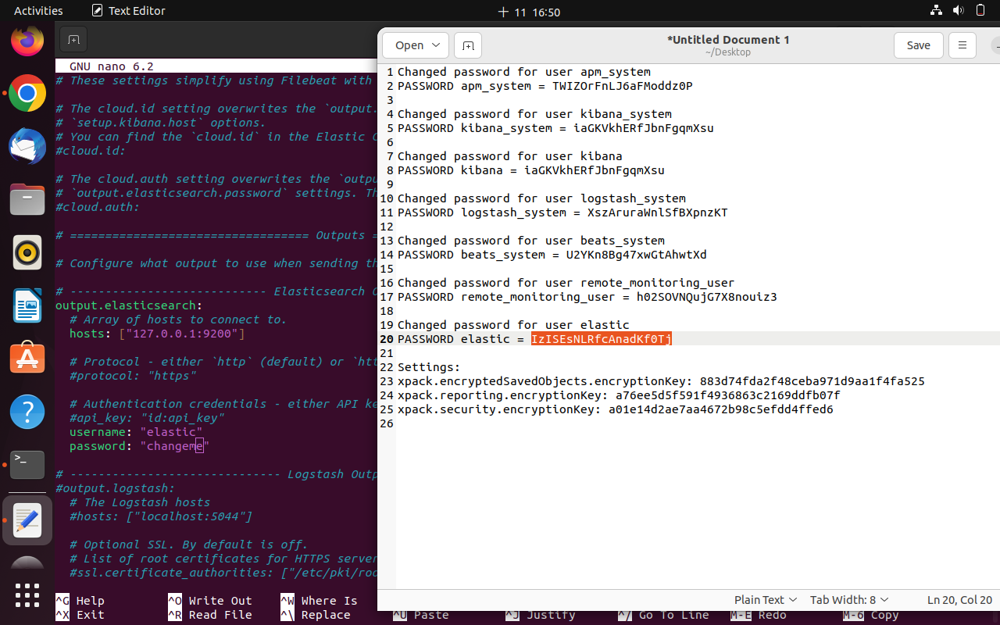 Activities
Text Editor
11 16:50
GNU nano 6.2
# These settings simplify using Filebeat with
# The cloud.id setting overwrites the `output.
# `setup.kibana.host` options.
# You can find the `cloud.id` in the Elastic C
#cloud.id:
# The cloud.auth setting overwrites the `outpu
# `output.elasticsearch.password` settings. Th
#cloud.auth:
# ================================== Outputs =
# Configure what output to use when sending th
# ---------------------------- Elasticsearch O
output.elasticsearch:
# Array of hosts to connect to.
hosts: ["127.0.0.1:9200"]
# Protocol - either `http` (default) or `htt
#protocol: "https"
# Authentication credentials - either API ke
#api_key: "id:api_key"
username: "elastic"
password: "changeme"
# ------------------------------ Logstash Outp
#output.logstash:
# The Logstash hosts
#hosts: ["localhost:5044"]
# Optional SSL. By default is off.
# List of root certificates for HTTPS server
#ssl.certificate_authorities: ["/etc/pki/roo
^G Help ^O Write Out ^W Where Is
^X Exit ^R Read File ^\ Replace ^U Paste ^J Justify ^/ Go To Line M-E Redo M-6 Copy
Open
*Untitled Document 1
~/Desktop
Save
1 Changed password for user apm_system
2 PASSWORD apm_system = TWIZOrFnLJ6aFModdz0P
3
4 Changed password for user kibana_system
5 PASSWORD kibana_system = iaGKVkhERfJbnFgqmXsu
6
7 Changed password for user kibana
8 PASSWORD kibana = iaGKVkhERfJbnFgqmXsu
9
10 Changed password for user logstash_system
11 PASSWORD logstash_system = XszAruraWnlSfBXpnzKT
12
13 Changed password for user beats_system
14 PASSWORD beats_system = U2YKn8Bg47xwGtAhwtXd
15
16 Changed password for user remote_monitoring_user
17 PASSWORD remote_monitoring_user = h02SOVNQujG7X8nouiz3
18
19 Changed password for user elastic
20 PASSWORD elastic = IzISEsNLRfcAnadKf0Tj
21
22 Settings:
23 xpack.encryptedSavedObjects.encryptionKey: 883d74fda2f48ceba971d9aa1f4fa525
24 xpack.reporting.encryptionKey: a76ee5d5f591f4936863c2169ddfb07f
25 xpack.security.encryptionKey: a01e14d2ae7aa4672b98c5efdd4ffed6
26
Plain Text
Tab Width: 8
Ln 20, Col 20